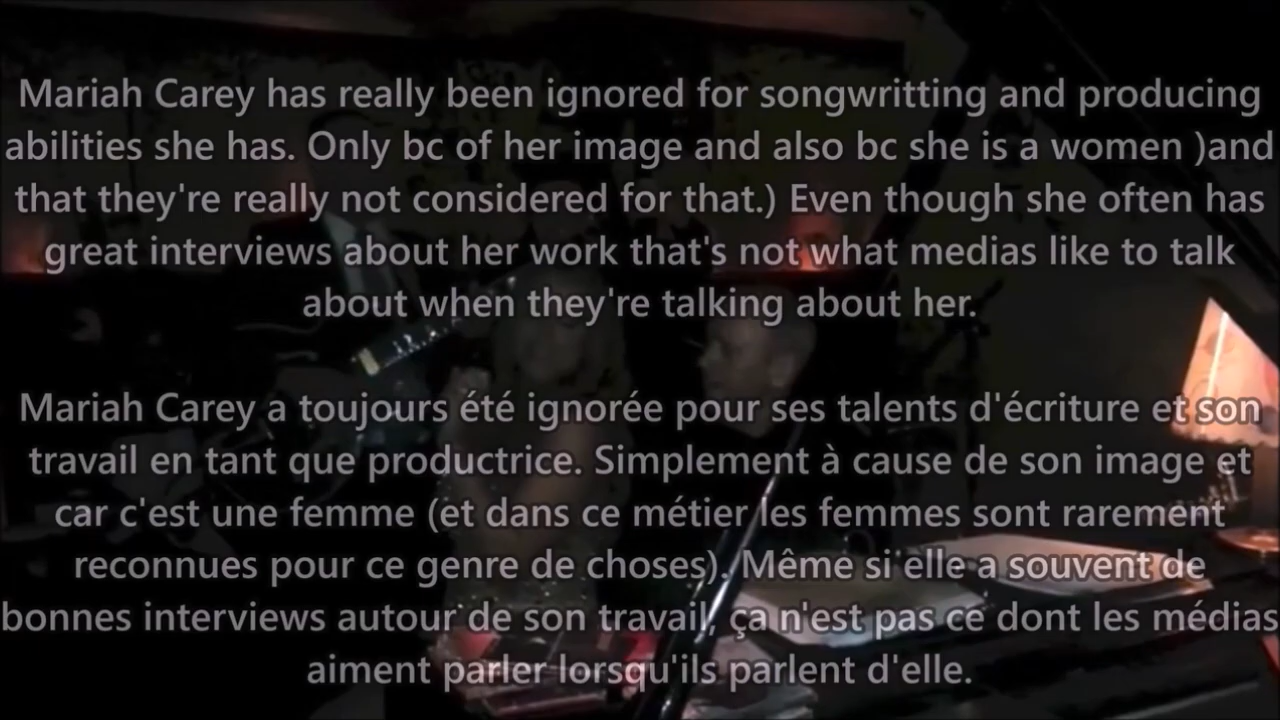 Mariah Carey has really been ignored for songwritting and producing
abilities she has. Only bc of her image and also bc she is a women )and
that they're really not considered for that.) Even though she often has
great interviews about her work that's not what medias like to talk
about when they're talking about her.
Mariah Carey a toujours été ignorée pour ses talents d'écriture et son
travail en tant que productrice. Simplement à cause de son image et
car c'est une femme (et dans ce métier les femmes sont rarement
reconnues pour ce genre de choses). Même si elle a souvent de
bonnes interviews autour de son travail, ça n'est pas ce dont les médias
aiment parler lorsqu'ils parlent d'elle.